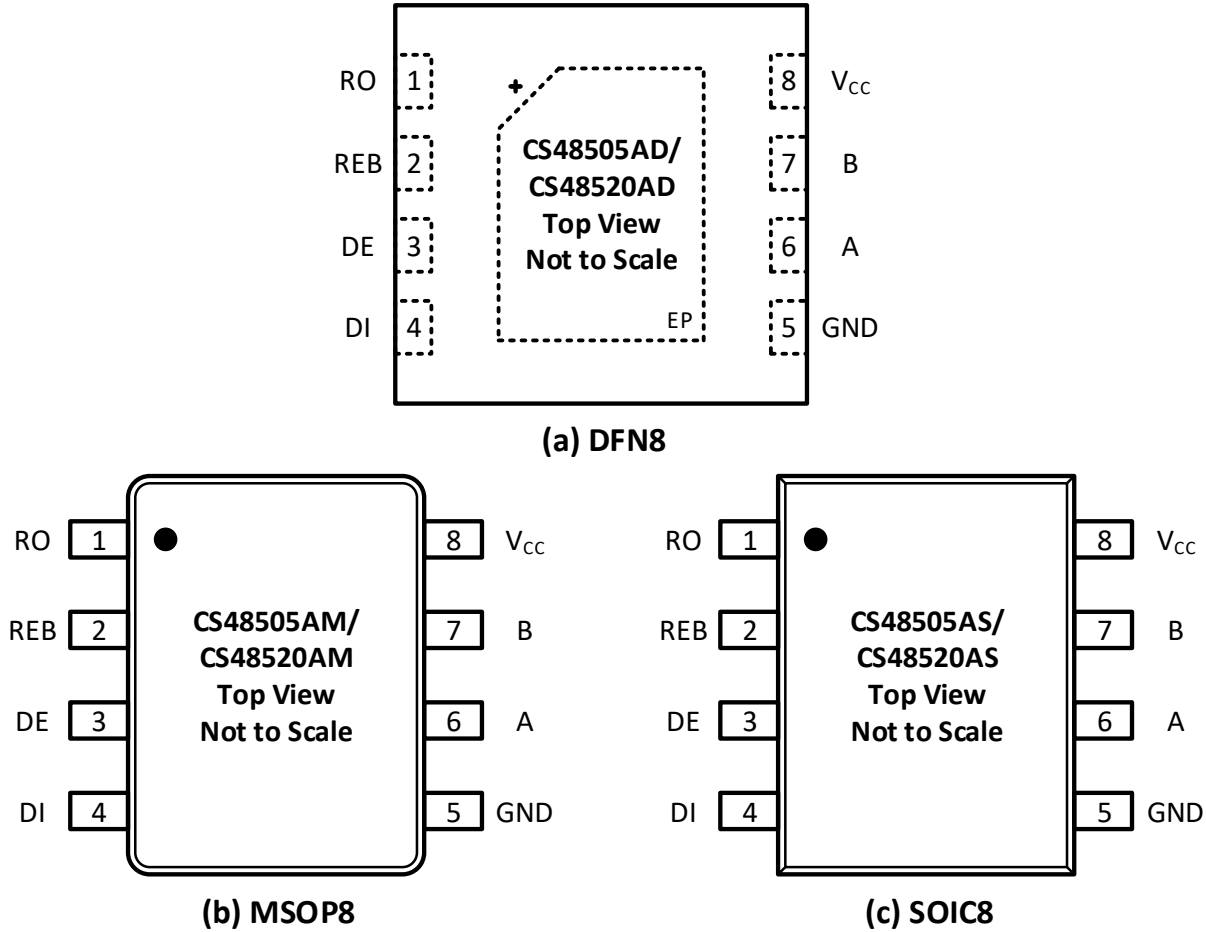 RO 1 + 8 VCC
REB 2 7 B
CS48505AD/
CS48520AD
Top View
Not to Scale
DE 3 6 A
DI 4 EP 5 GND
(a) DFN8
RO 1 8 VCC
REB 2 7 B
CS48505AM/
CS48520AM
Top View
Not to Scale
DE 3 6 A
DI 4 5 GND
(b) MSOP8
RO 1 8 VCC
REB 2 7 B
CS48505AS/
CS48520AS
Top View
Not to Scale
DE 3 6 A
DI 4 5 GND
(c) SOIC8